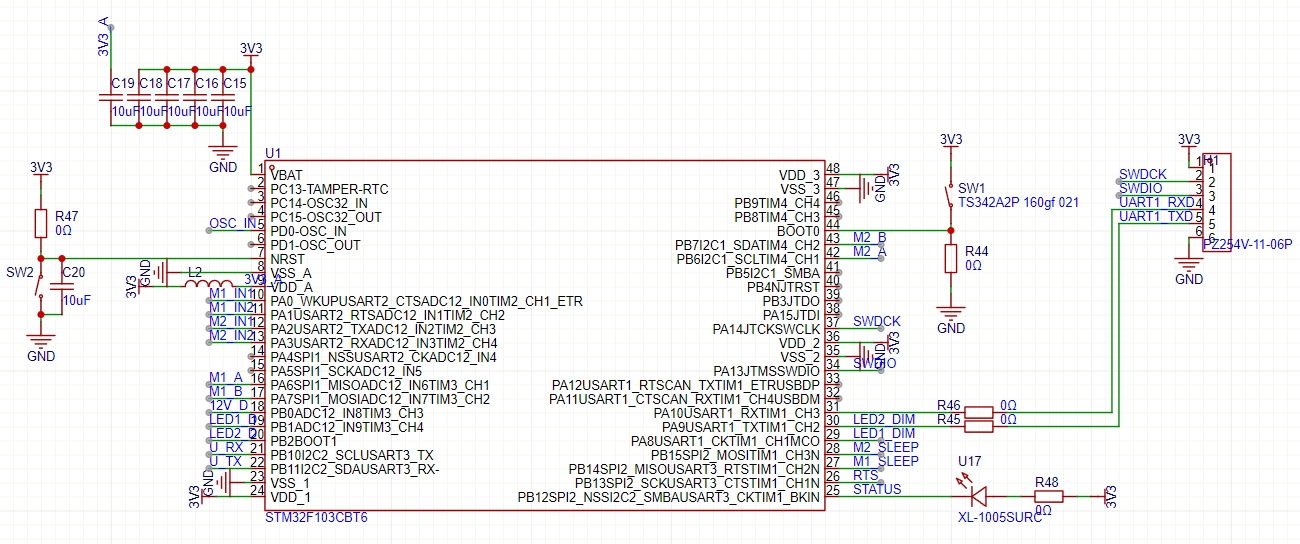 3V3_A
3V3
C19
C18
C17
C16
C15
10uF
10uF
10uF
10uF
10uF
GND
3V3
R47
0Ω
SW2
C20
10uF
GND
U1
1 VBAT
2 PC13-TAMPER-RTC
3 PC14-OSC32_IN
4 PC15-OSC32_OUT
OSC_IN 5 PD0-OSC_IN
6 PD1-OSC_OUT
7 NRST
GND 8 VSS_A
3V3 L2 3V3_A 9 VDD_A
M1_IN1 10 PA0_WKUPUSART2_CTSADC12_IN0TIM2_CH1_ETR
M1_IN2 11 PA1USART2_RTSADC12_IN1TIM2_CH2
M2_IN1 12 PA2USART2_TXADC12_IN2TIM2_CH3
M2_IN2 13 PA3USART2_RXADC12_IN3TIM2_CH4
14 PA4SPI1_NSSUSART2_CKADC12_IN4
15 PA5SPI1_SCKADC12_IN5
M1_A 16 PA6SPI1_MISOADC12_IN6TIM3_CH1
M1_B 17 PA7SPI1_MOSIADC12_IN7TIM3_CH2
12V_D 18 PB0ADC12_IN8TIM3_CH3
LED1_D 19 PB1ADC12_IN9TIM3_CH4
LED2_D 20 PB2BOOT1
U_RX 21 PB10I2C2_SCLUSART3_TX
U_TX 22 PB11I2C2_SDAUSART3_RX-
GND 23 VSS_1
3V3 24 VDD_1
STM32F103CBT6
VDD_3 48 3V3
VSS_3 47 GND
PB9TIM4_CH4 46
PB8TIM4_CH3 45
BOOT0 44
PB7I2C1_SDATIM4_CH2 43 M2_B
PB6I2C1_SCLTIM4_CH1 42 M2_A
PB5I2C1_SMBA 41
PB4NJTRST 40
PB3JTDO 39
PA15JTDI 38
PA14JTCKSWCLK 37 SWDCK
VDD_2 36 3V3
VSS_2 35 GND
PA13JTMSSWDIO 34 SWDIO
PA12USART1_RTSCAN_TXTIM1_ETRUSBDP 33
PA11USART1_CTSCAN_RXTIM1_CH4USBDM 32
PA10USART1_RXTIM1_CH3 31
PA9USART1_TXTIM1_CH2 30 LED2_DIM
PA8USART1_CKTIM1_CH1MCO 29 LED1_DIM
PB15SPI2_MOSITIM1_CH3N 28 M2_SLEEP
PB14SPI2_MISOUSART3_RTSTIM1_CH2N 27 M1_SLEEP
PB13SPI2_SCKUSART3_CTSTIM1_CH1N 26 RTS
PB12SPI2_NSSI2C2_SMBAUSART3_CKTIM1_BKIN 25 STATUS
3V3
SW1
TS342A2P 160gf 021
R44
0Ω
GND
R46 0Ω
R45 0Ω
U17
XL-1005SURC
R48
0Ω
3V3
3V3
H1
1 1
SWDCK 2 2
SWDIO 3 3
UART1_RXD 4 4
UART1_TXD 5 5
6 6
PZ254V-11-06P
GND